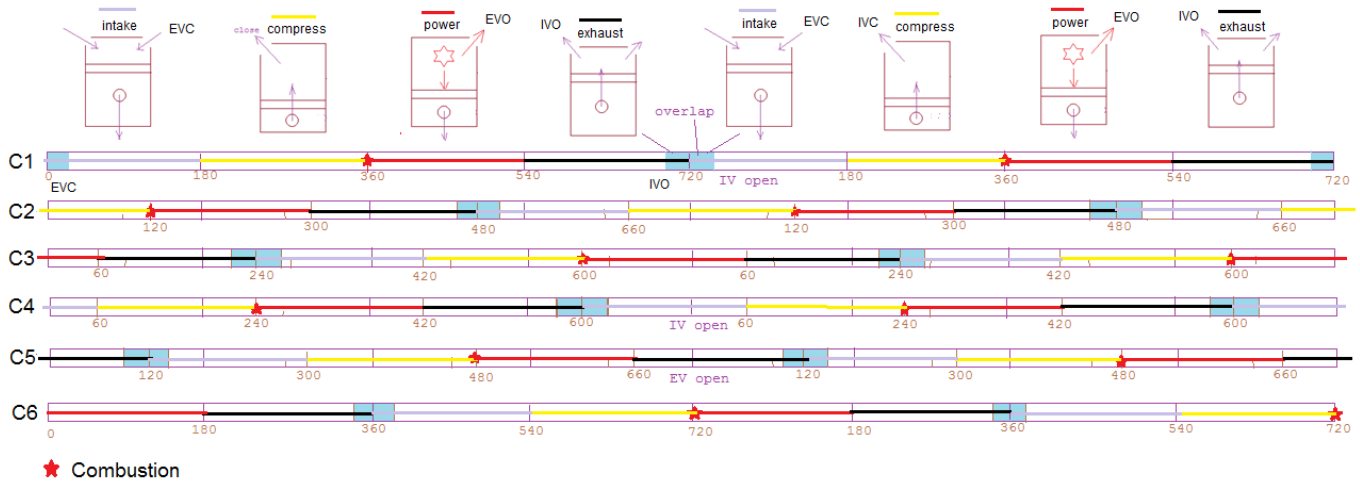 intake EVC close compress power EVO IVO exhaust intake EVC IVC compress power EVO IVO exhaust
overlap
C1
0 180 360 540 720 180 360 540 720
EVC IVO IV open
C2
120 300 480 660 120 300 480 660
C3
60 240 420 600 60 240 420 600
C4
60 240 420 600 60 240 420 600
IV open
C5
120 300 480 660 120 300 480 660
EV open
C6
0 180 360 540 720 180 360 540 720
Combustion